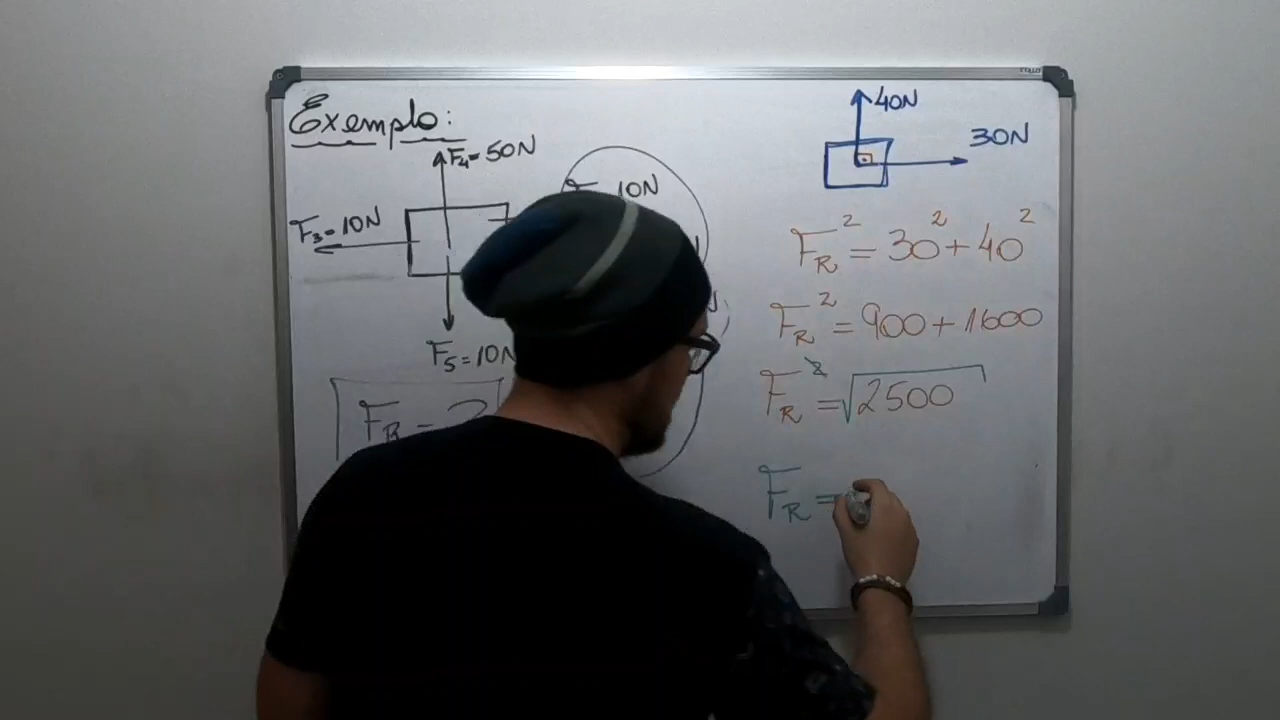 Exemplo:
F₄=50N
F₃=10N
10N
F₅=10N
F_R = ?
40N
30N
F_R² = 30² + 40²
F_R² = 900 + 1600
F_R² = √2500
F_R =